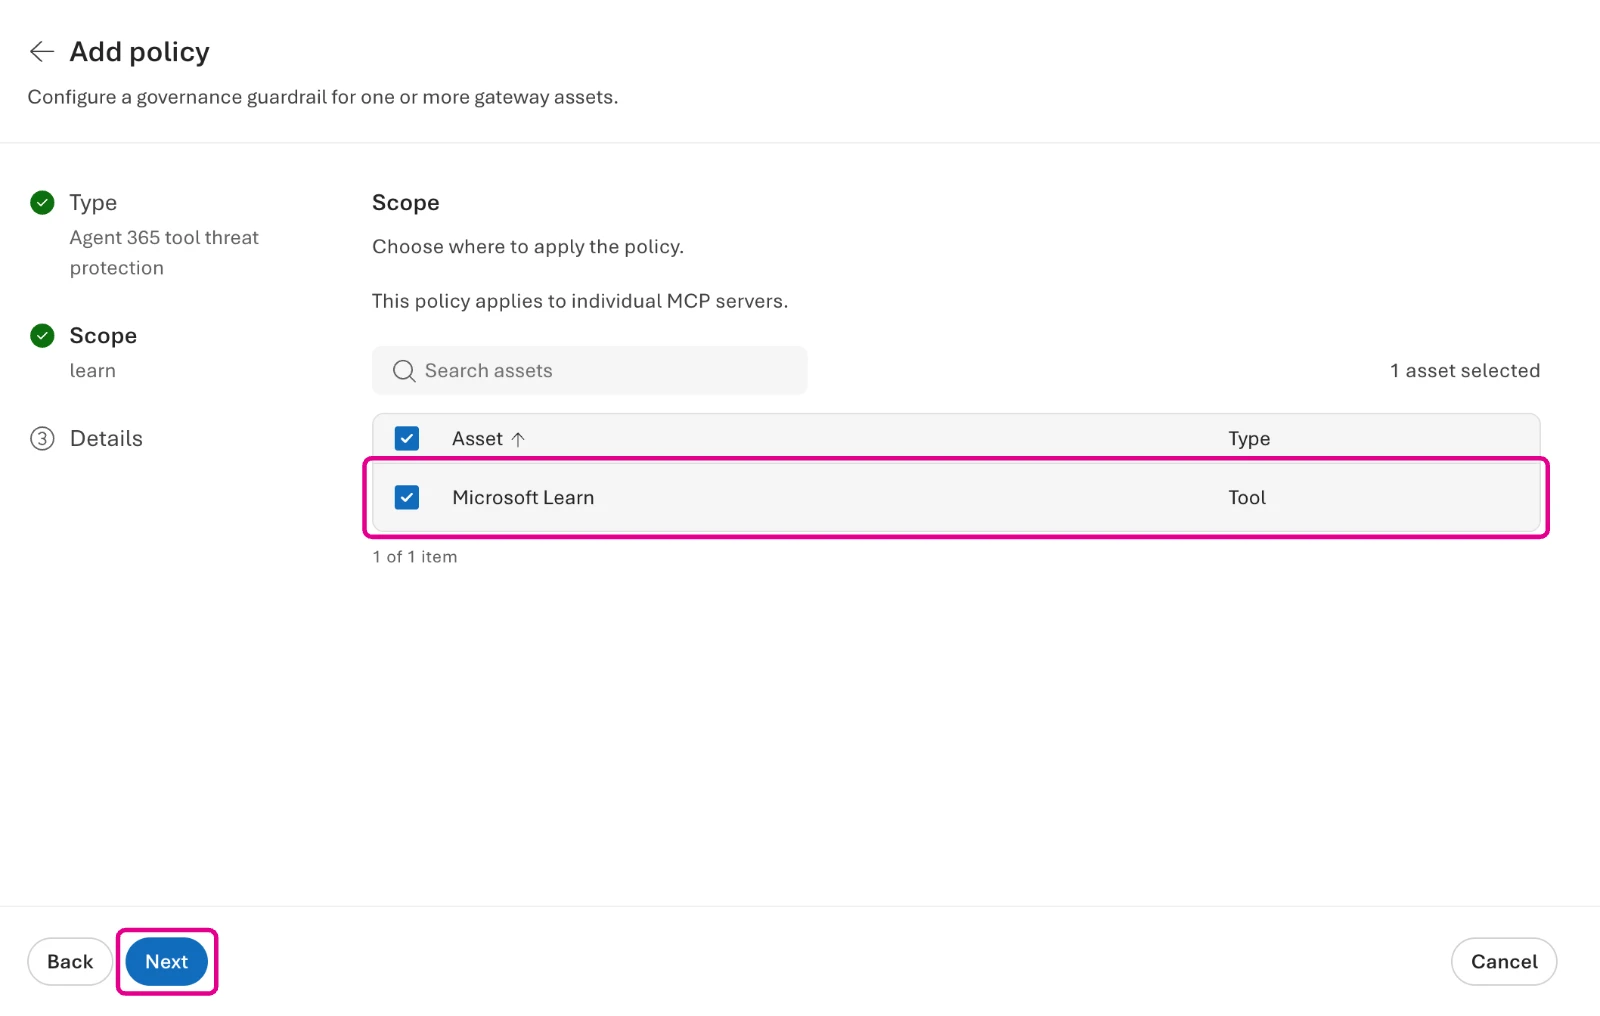 Add policy
Configure a governance guardrail for one or more gateway assets.
Type
Agent 365 tool threat
protection
Scope
learn
3 Details
Scope
Choose where to apply the policy.
This policy applies to individual MCP servers.
Search assets
1 asset selected
Asset ↑ Type
Microsoft Learn Tool
1 of 1 item
Back Next Cancel